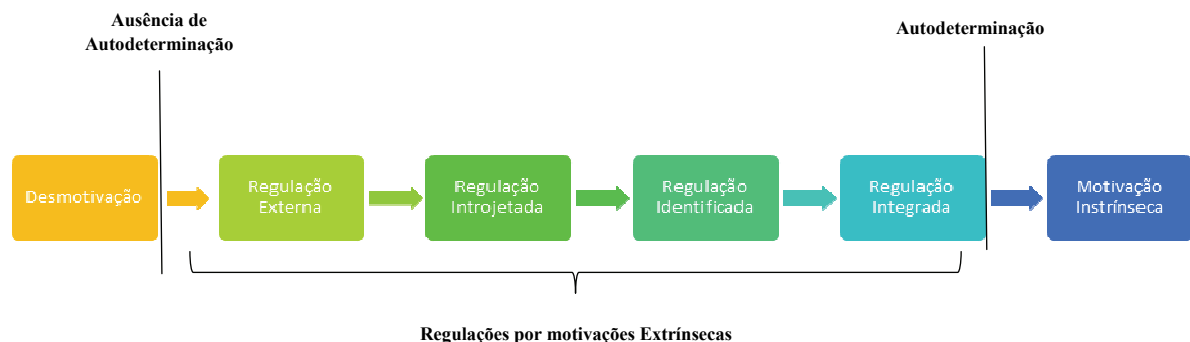 Ausência de
Autodeterminação
Autodeterminação
Desmotivação
Regulação
Externa
Regulação
Introjetada
Regulação
Identificada
Regulação
Integrada
Motivação
Instrínseca
Regulações por motivações Extrínsecas